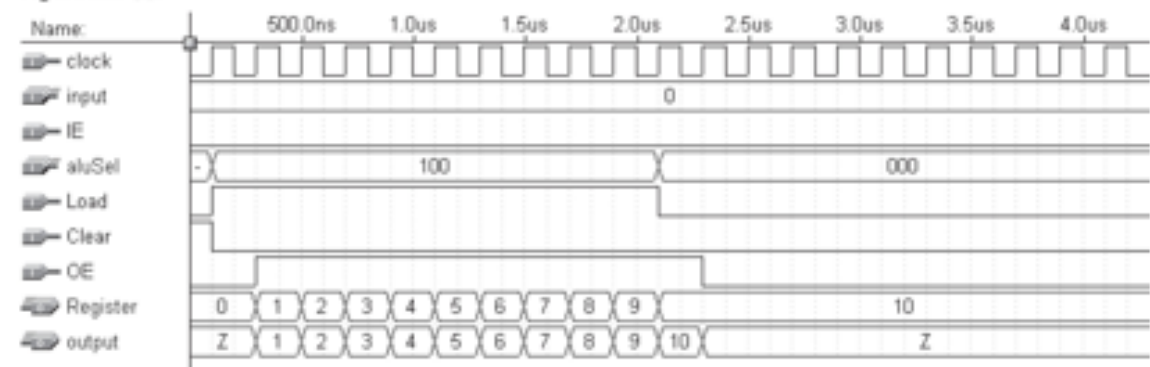 Name: 500.0ns 1.0us 1.5us 2.0us 2.5us 3.0us 3.5us 4.0us
clock
input 0
IE
aluSel - 100 000
Load
Clear
OE
Register 0 1 2 3 4 5 6 7 8 9 10
output Z 1 2 3 4 5 6 7 8 9 10 Z